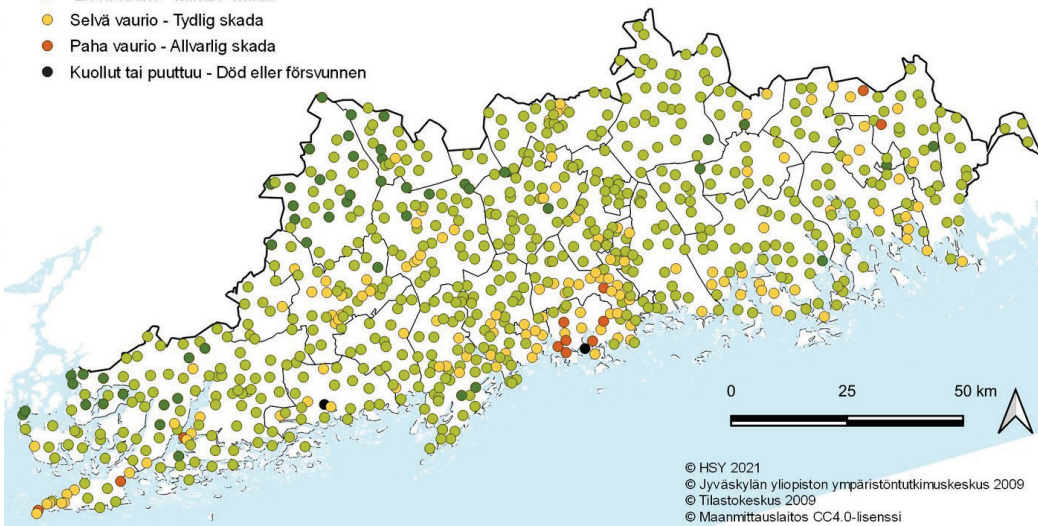 Selvä vaurio - Tydlig skada
Paha vaurio - Allvarlig skada
Kuollut tai puuttuu - Död eller försvunnen
0 25 50 km
© HSY 2021
© Jyväskylän yliopiston ympäristöntutkimuskeskus 2009
© Tilastokeskus 2009
© Maanmittauslaitos CC4.0-lisenssi